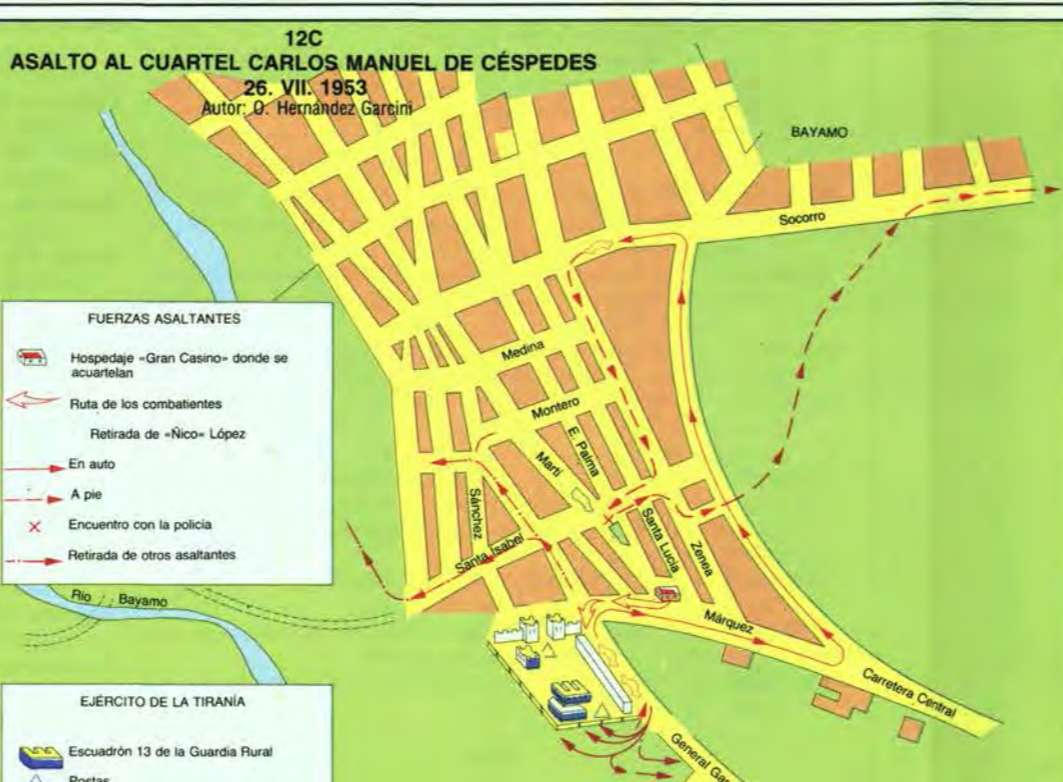 12C
ASALTO AL CUARTEL CARLOS MANUEL DE CÉSPEDES
26. VII. 1953
Autor: O. Hernández Garcini
BAYAMO
Socorro
FUERZAS ASALTANTES
Hospedaje «Gran Casino» donde se
acuartelan
Ruta de los combatientes
Retirada de «Ñico» López
En auto
A pie
Encuentro con la policia
Retirada de otros asaltantes
Medina
Montero
E. Palma
Martí
Sánchez
Santa Isabel
Santa Lucía
Zenea
Márquez
Carretera Central
General
Río Bayamo
EJÉRCITO DE LA TIRANÍA
Escuadrón 13 de la Guardia Rural
Postas